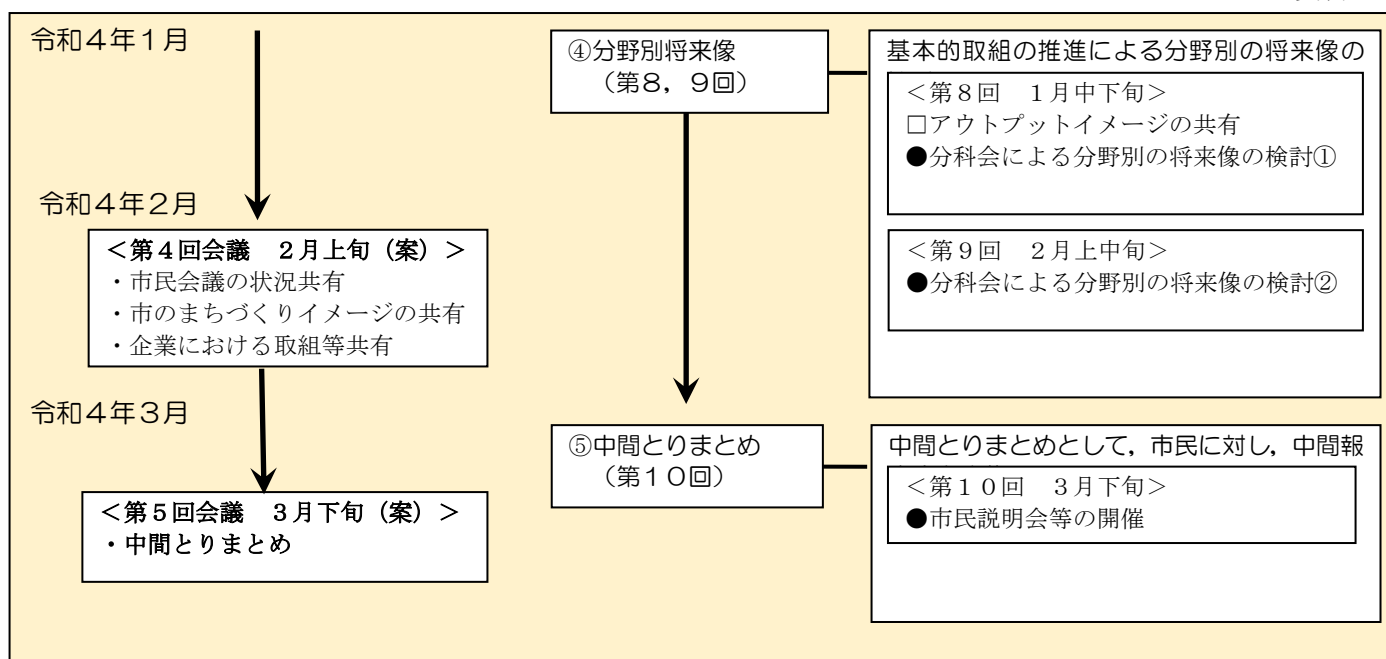 令和４年１月
④分野別将来像
（第８，９回）
基本的取組の推進による分野別の将来像の
＜第８回　１月中下旬＞
□アウトプットイメージの共有
●分科会による分野別の将来像の検討①
令和４年２月
＜第４回会議　２月上旬（案）＞
・市民会議の状況共有
・市のまちづくりイメージの共有
・企業における取組等共有
＜第９回　２月上中旬＞
●分科会による分野別の将来像の検討②
令和４年３月
⑤中間とりまとめ
（第１０回）
中間とりまとめとして，市民に対し，中間報
＜第１０回　３月下旬＞
●市民説明会等の開催
＜第５回会議　３月下旬（案）＞
・中間とりまとめ